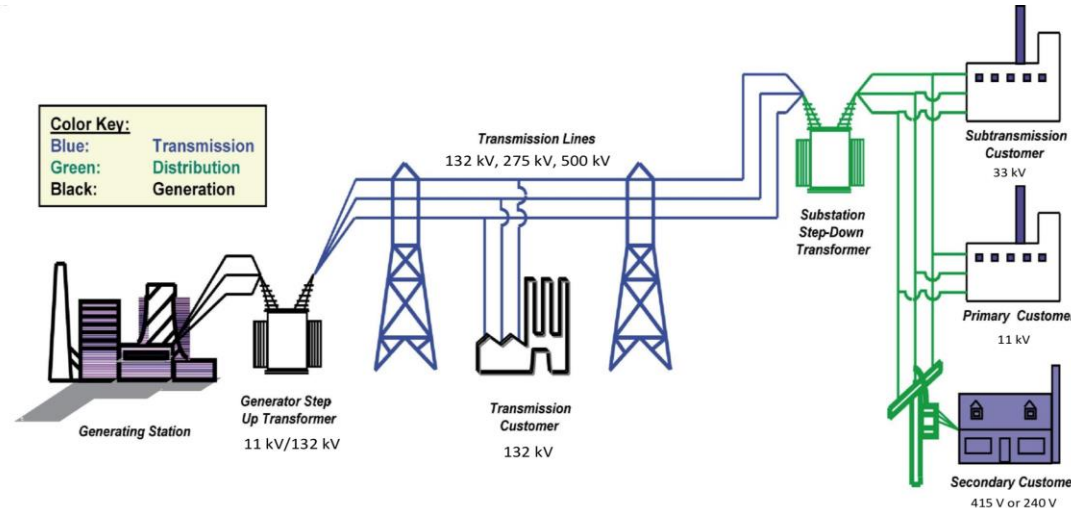 Color Key:
Blue: Transmission
Green: Distribution
Black: Generation
Transmission Lines
132 kV, 275 kV, 500 kV
Subtransmission
Customer
33 kV
Substation
Step-Down
Transformer
Primary Customer
11 kV
Generating Station
Generator Step
Up Transformer
11 kV/132 kV
Transmission
Customer
132 kV
Secondary Custome
415 V or 240 V